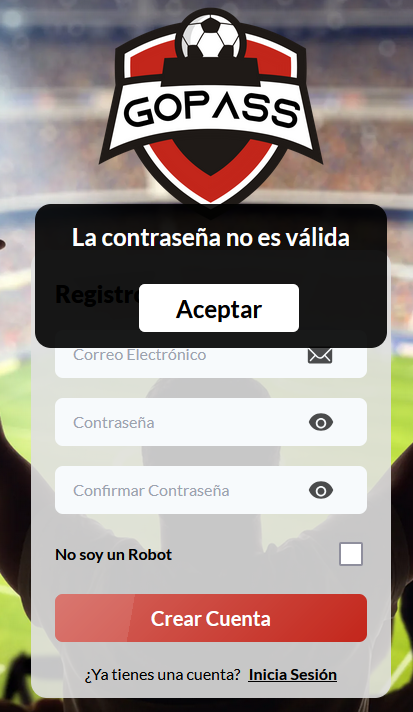 GOPASS
La contraseña no es válida
Aceptar
Correo Electrónico
Contraseña
Confirmar Contraseña
No soy un Robot
Crear Cuenta
¿Ya tienes una cuenta? Inicia Sesión